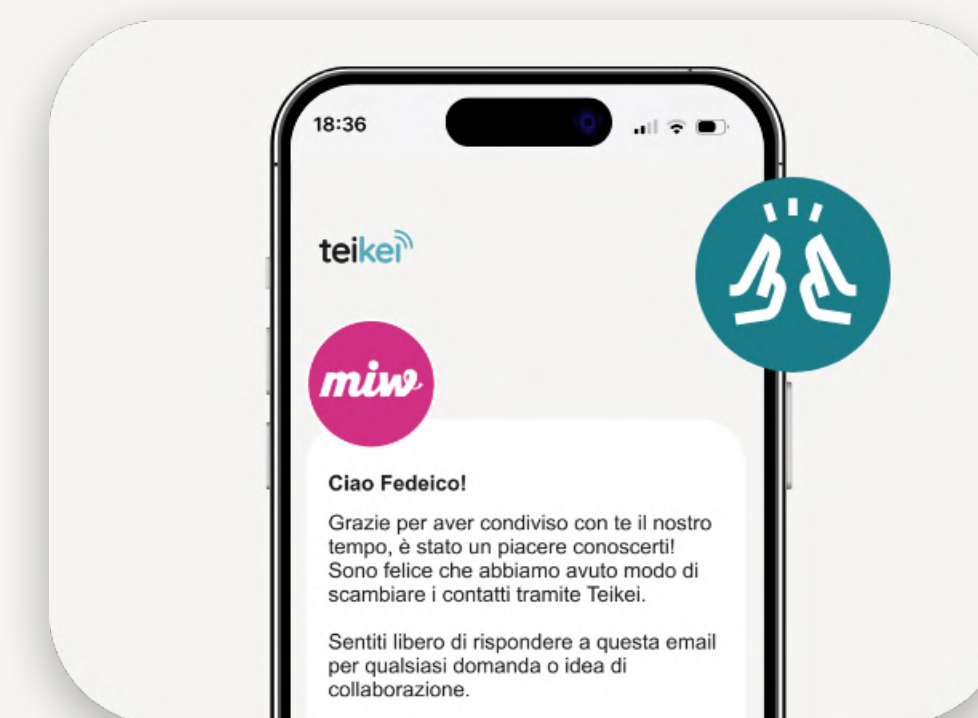 18:36
teikei
miw
Ciao Fedeico!
Grazie per aver condiviso con te il nostro
tempo, è stato un piacere conoscerti!
Sono felice che abbiamo avuto modo di
scambiare i contatti tramite Teikei.
Sentiti libero di rispondere a questa email
per qualsiasi domanda o idea di
collaborazione.